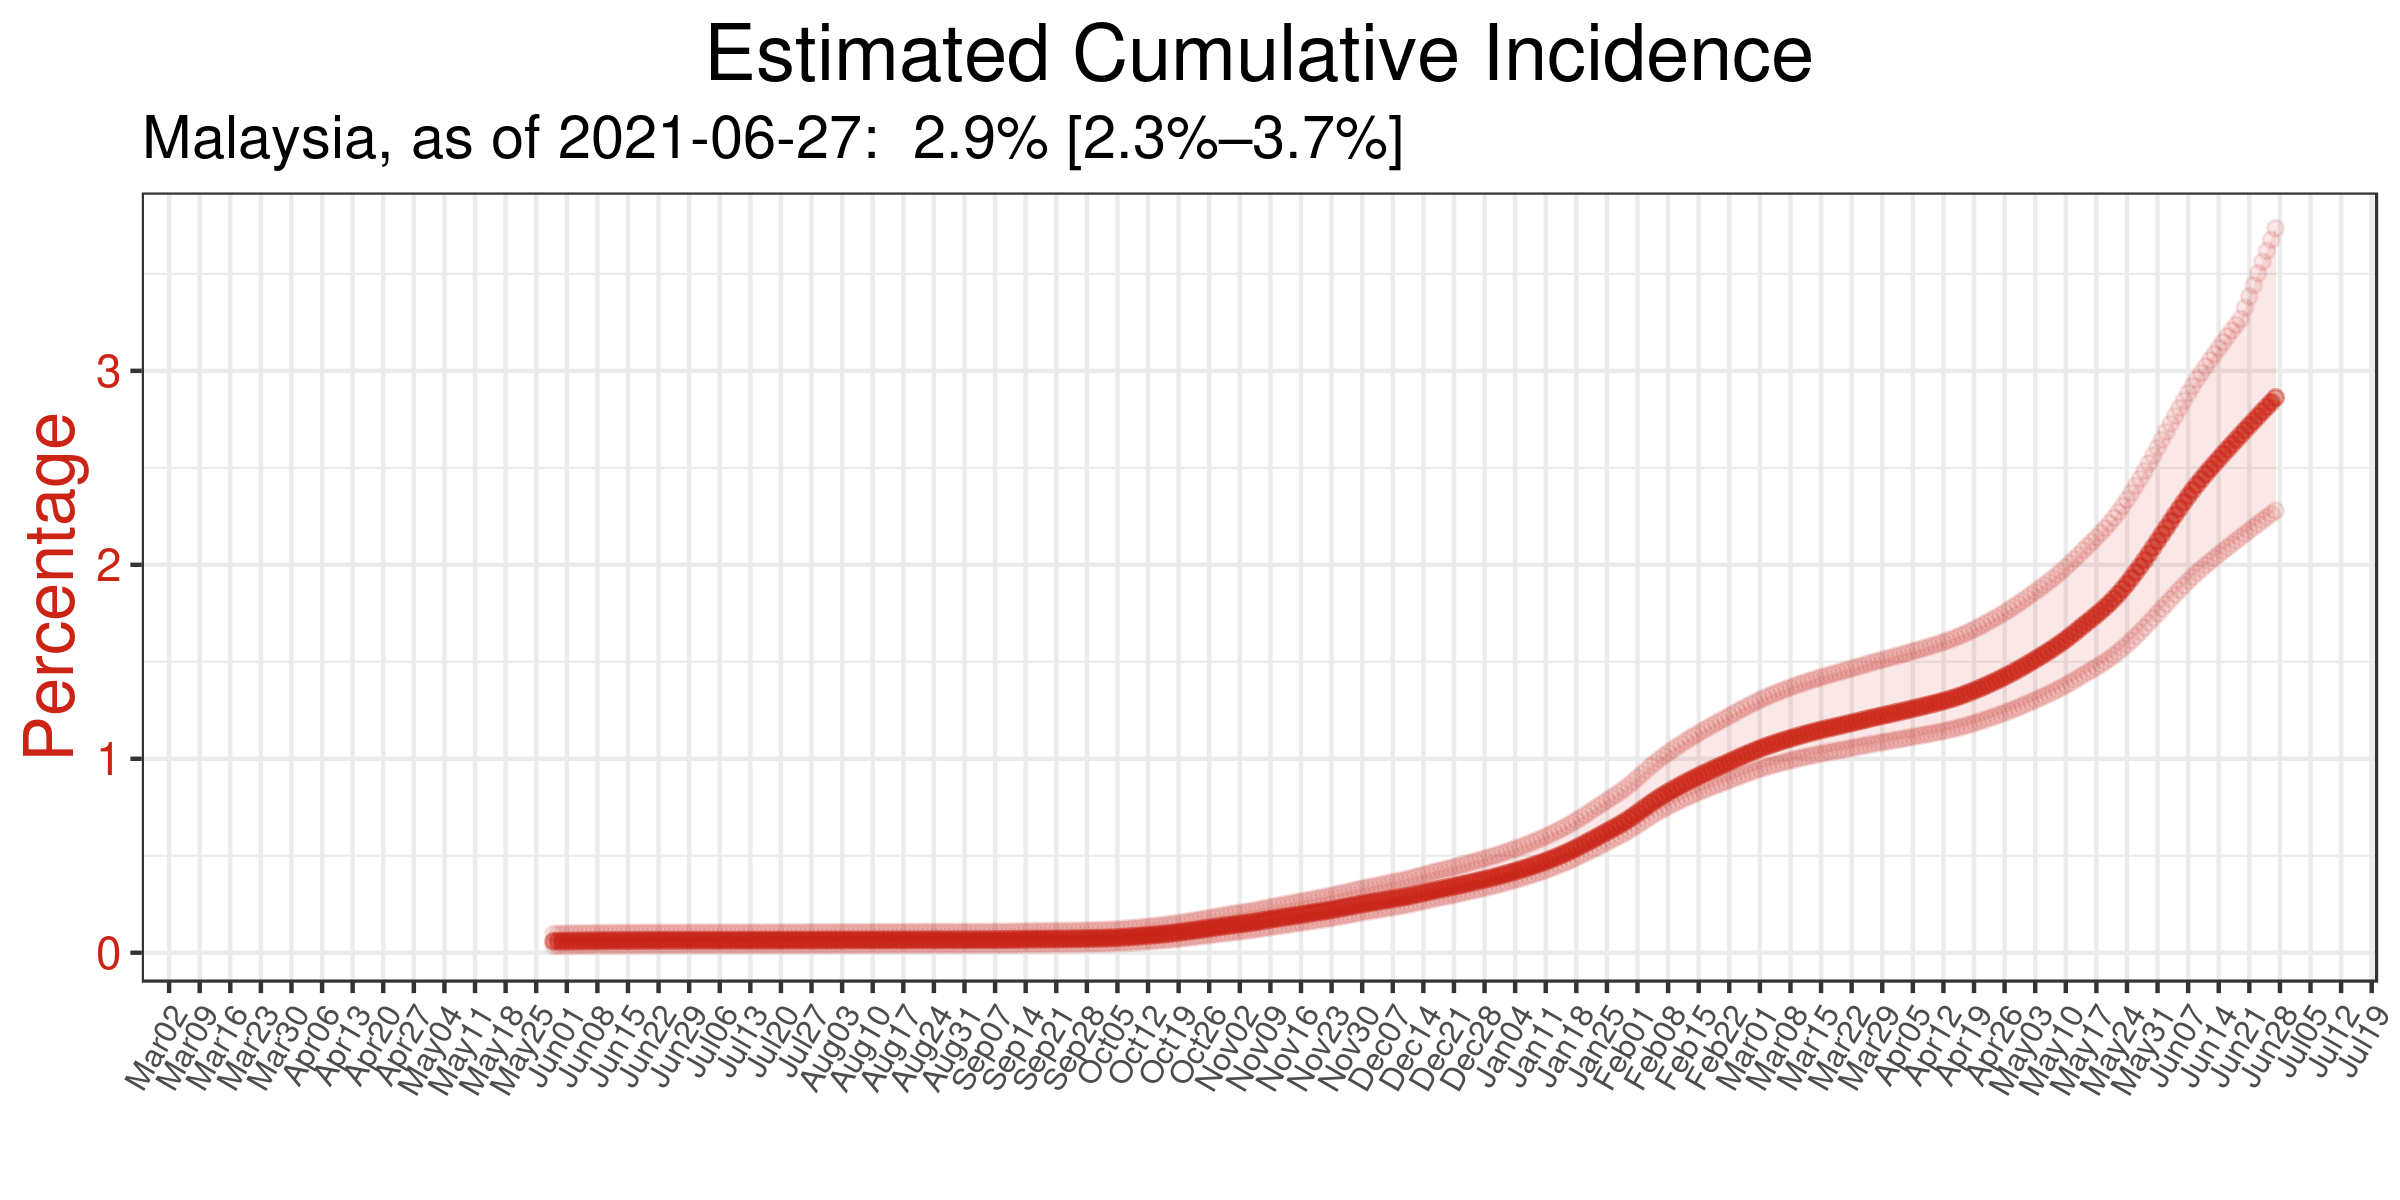 Estimated Cumulative Incidence
Malaysia, as of 2021-06-27:  2.9% [2.3%–3.7%]
Percentage
3
2
1
0
Mar02
Mar09
Mar16
Mar23
Mar30
Apr06
Apr13
Apr20
Apr27
May04
May11
May18
May25
Jun01
Jun08
Jun15
Jun22
Jun29
Jul06
Jul13
Jul20
Jul27
Aug03
Aug10
Aug17
Aug24
Aug31
Sep07
Sep14
Sep21
Sep28
Oct05
Oct12
Oct19
Oct26
Nov02
Nov09
Nov16
Nov23
Nov30
Dec07
Dec14
Dec21
Dec28
Jan04
Jan11
Jan18
Jan25
Feb01
Feb08
Feb15
Feb22
Mar01
Mar08
Mar15
Mar22
Mar29
Apr05
Apr12
Apr19
Apr26
May03
May10
May17
May24
May31
Jun07
Jun14
Jun21
Jun28
Jul05
Jul12
Jul19